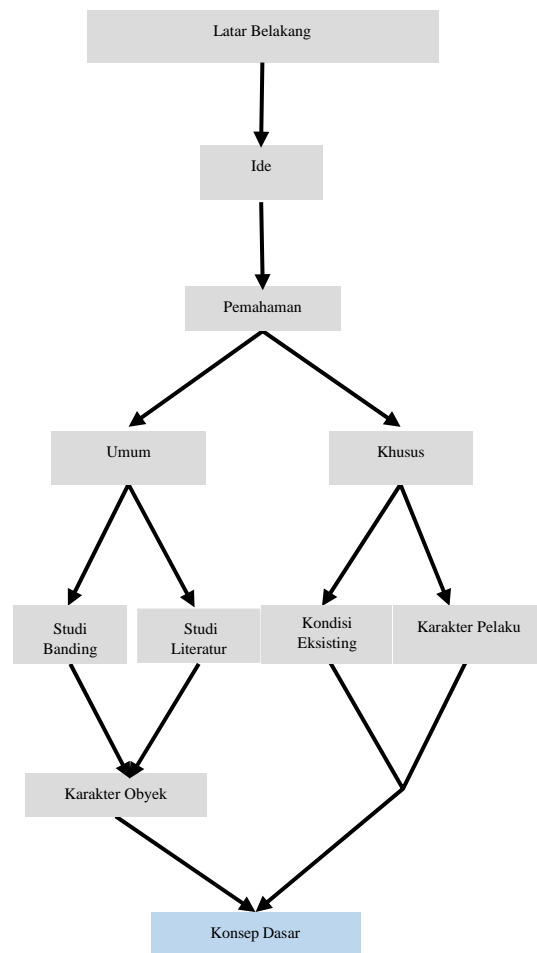 Latar Belakang
Ide
Pemahaman
Umum
Khusus
Studi
Banding
Studi
Literatur
Kondisi
Eksisting
Karakter Pelaku
Karakter Obyek
Konsep Dasar